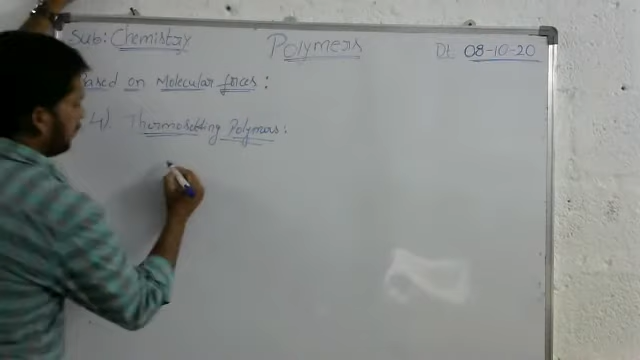 Sub: Chemistry Polymers Dt 08-10-20
Based on Molecular forces:
4) Thermosetting Polymers: